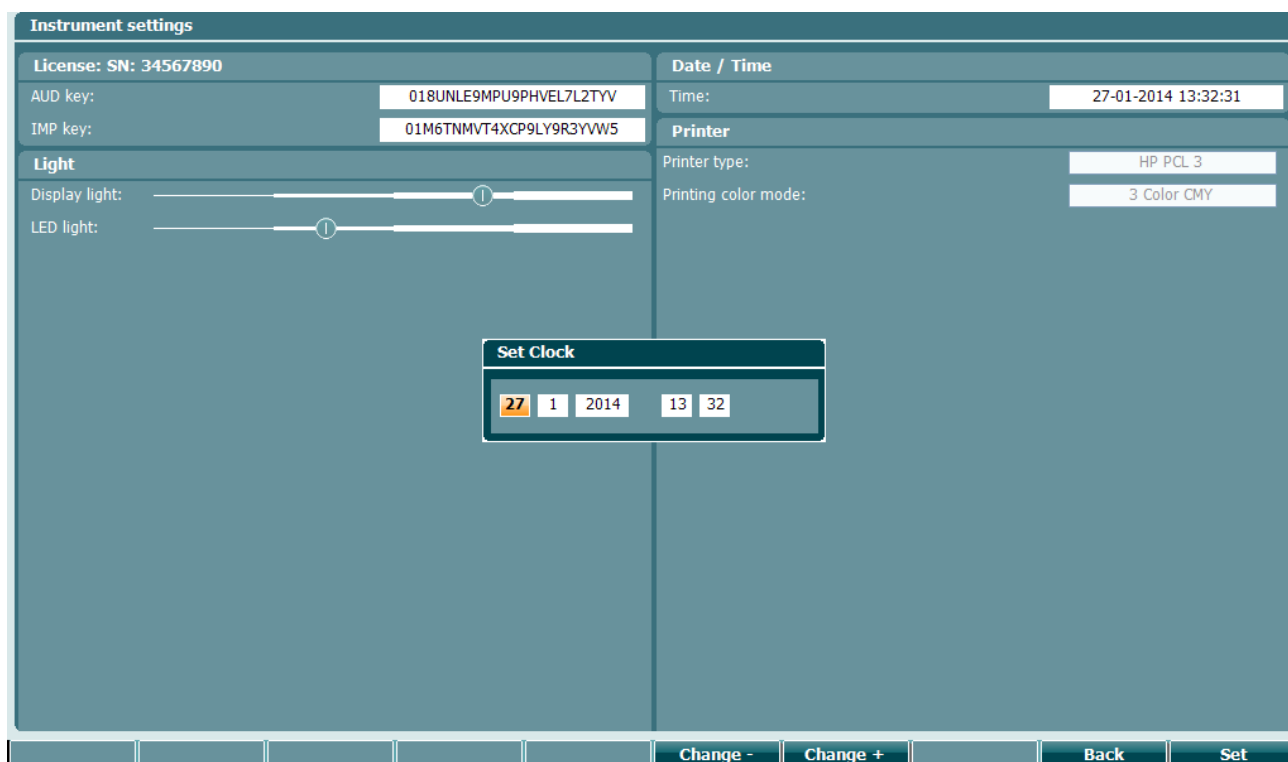 Instrument settings
License: SN: 34567890
AUD key: 018UNLE9MPU9PHVEL7L2TYV
IMP key: 01M6TNMVT4XCP9LY9R3YVW5
Light
Display light:
LED light:
Date / Time
Time: 27-01-2014 13:32:31
Printer
Printer type: HP PCL 3
Printing color mode: 3 Color CMY
Set Clock
27 1 2014 13 32
Change - Change + Back Set